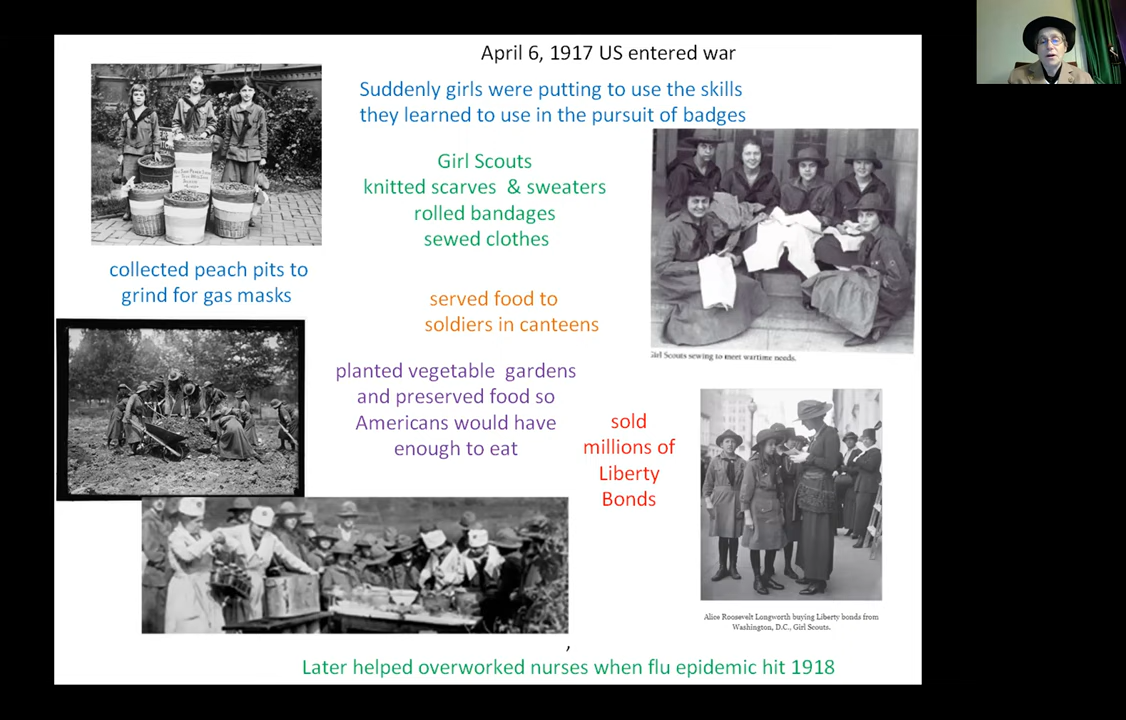 April 6, 1917 US entered war
Suddenly girls were putting to use the skills
they learned to use in the pursuit of badges
Girl Scouts
knitted scarves & sweaters
rolled bandages
sewed clothes
collected peach pits to
grind for gas masks
served food to
soldiers in canteens
Girl Scouts sewing to meet wartime needs.
planted vegetable gardens
and preserved food so
Americans would have
enough to eat
sold
millions of
Liberty
Bonds
Alice Roosevelt Longworth buying Liberty bonds from
Washington, D.C., Girl Scouts.
,
Later helped overworked nurses when flu epidemic hit 1918